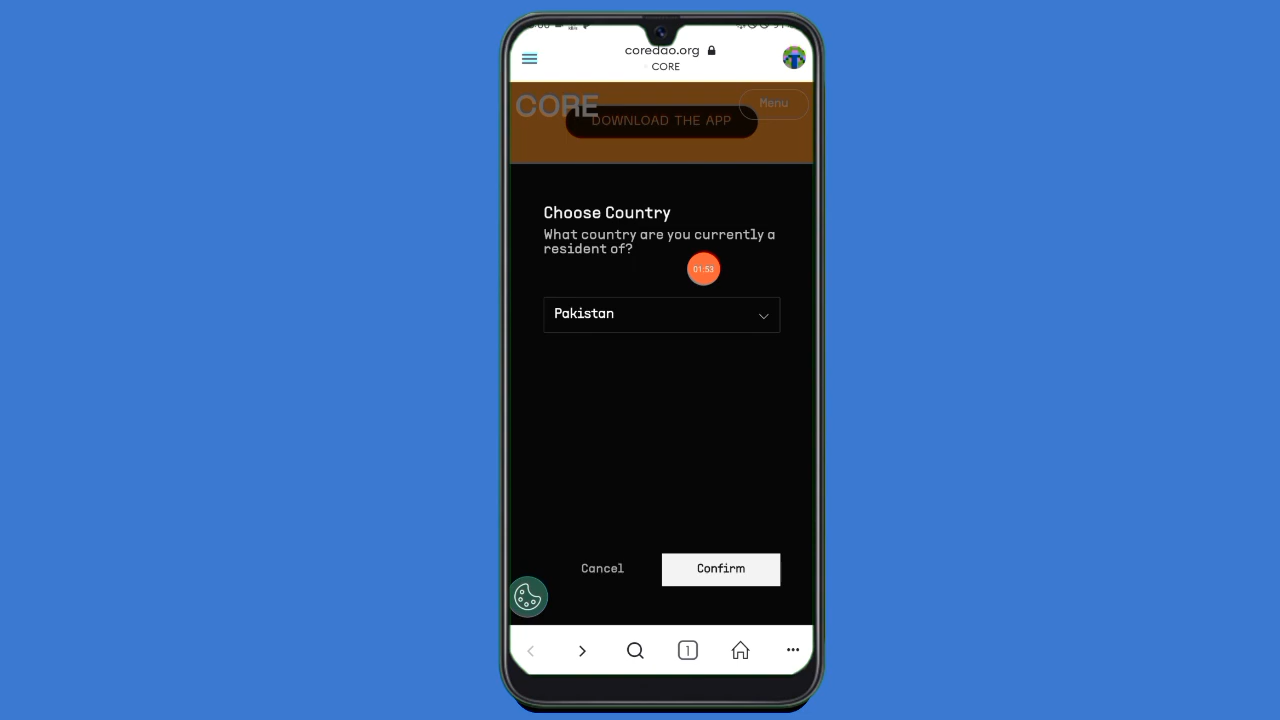 coredao.org
CORE
CORE
Menu
DOWNLOAD THE APP
Choose Country
What country are you currently a
resident of?
01:53
Pakistan
Cancel
Confirm
1